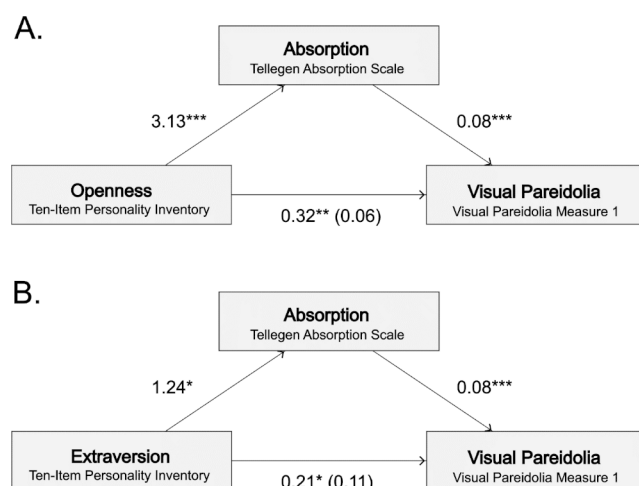 A.
Absorption
Tellegen Absorption Scale
3.13***
0.08***
Openness
Ten-Item Personality Inventory
Visual Pareidolia
Visual Pareidolia Measure 1
0.32** (0.06)
B.
Absorption
Tellegen Absorption Scale
1.24*
0.08***
Extraversion
Ten-Item Personality Inventory
Visual Pareidolia
Visual Pareidolia Measure 1
0.21* (0.11)